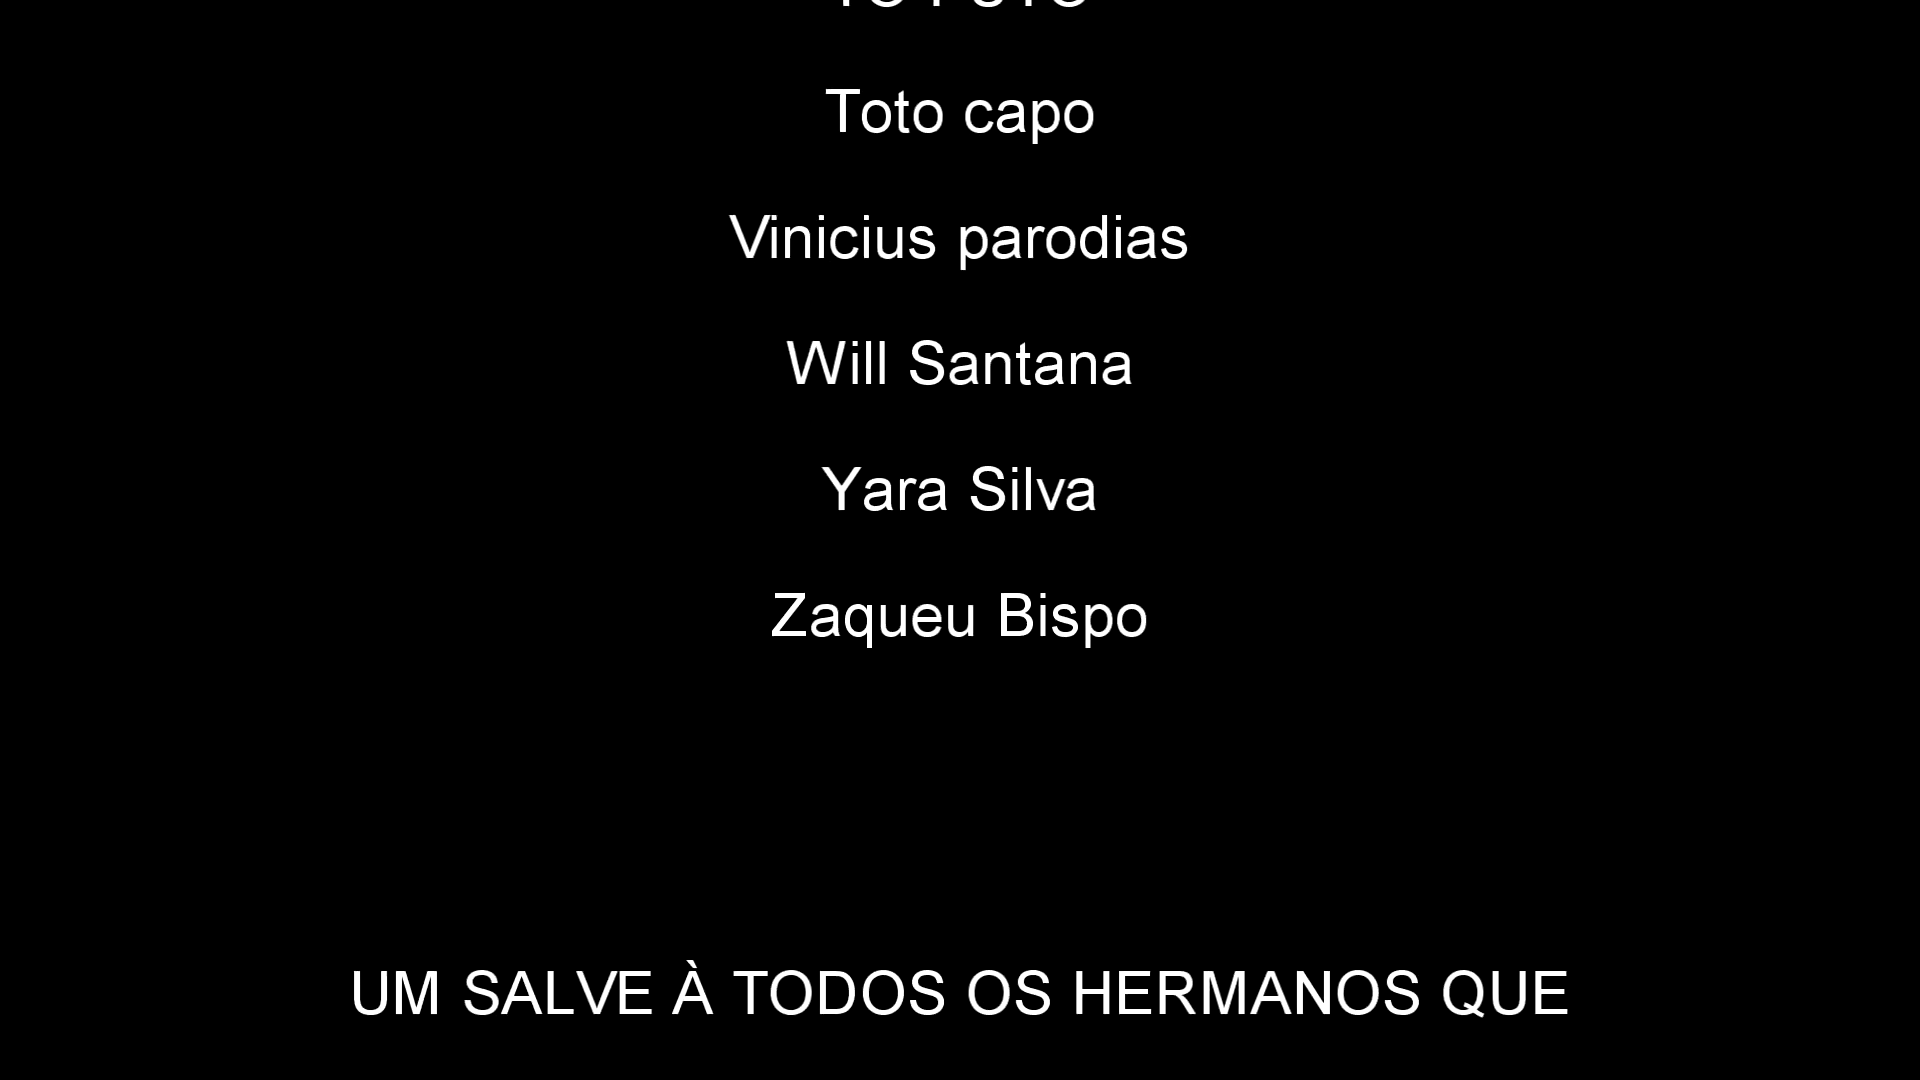 Toto capo
Vinicius parodias
Will Santana
Yara Silva
Zaqueu Bispo
UM SALVE À TODOS OS HERMANOS QUE